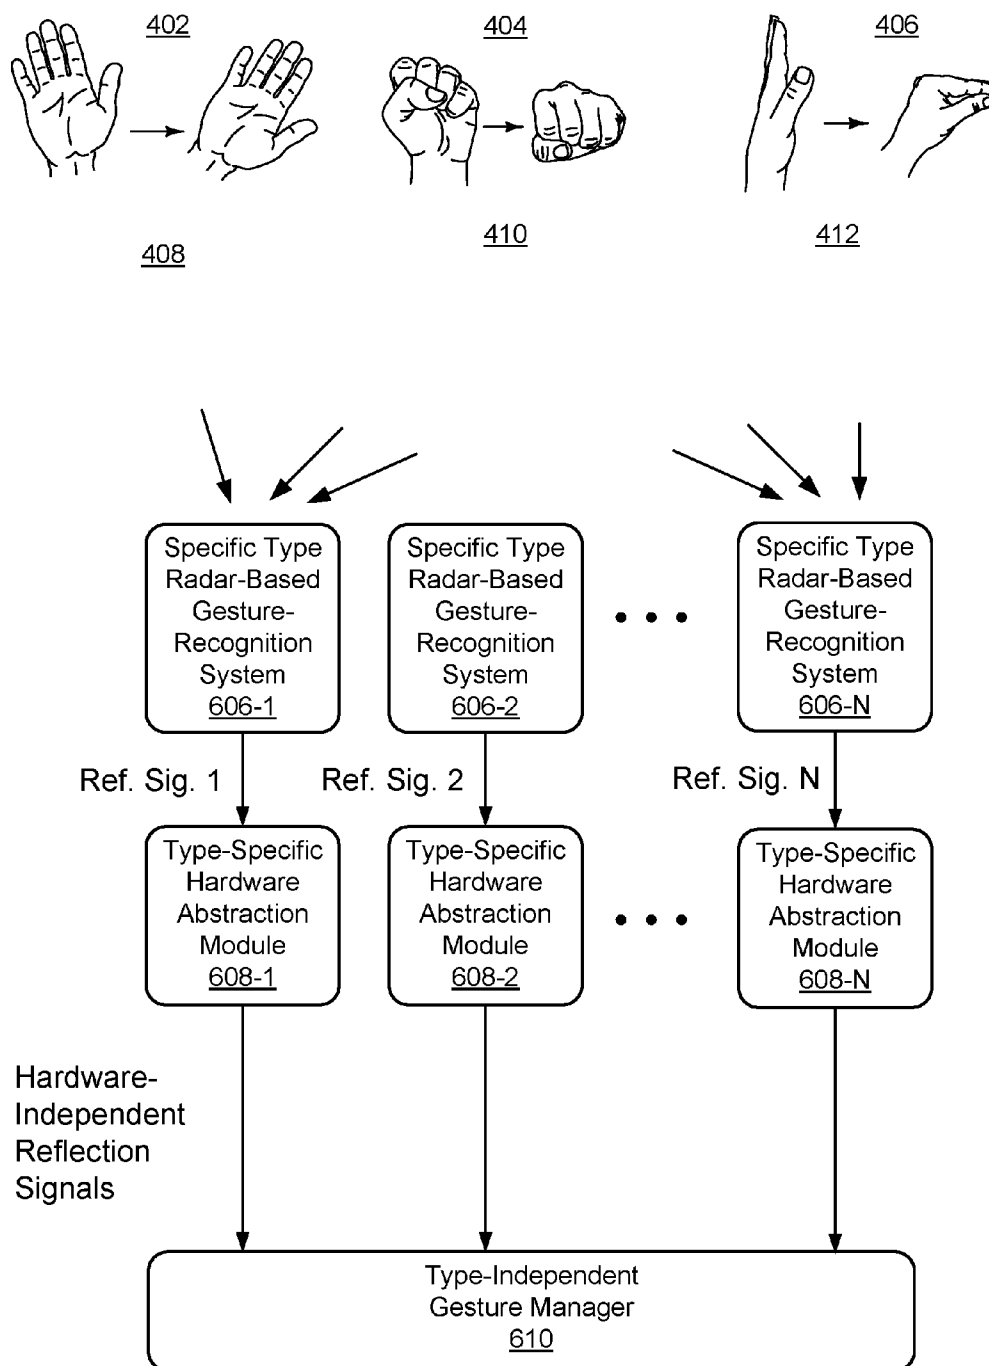 402
404
406
408
410
412
Specific Type
Radar-Based
Gesture-
Recognition
System
606-1
Specific Type
Radar-Based
Gesture-
Recognition
System
606-2
Specific Type
Radar-Based
Gesture-
Recognition
System
606-N
Ref. Sig. 1
Ref. Sig. 2
Ref. Sig. N
Type-Specific
Hardware
Abstraction
Module
608-1
Type-Specific
Hardware
Abstraction
Module
608-2
Type-Specific
Hardware
Abstraction
Module
608-N
Hardware-
Independent
Reflection
Signals
Type-Independent
Gesture Manager
610